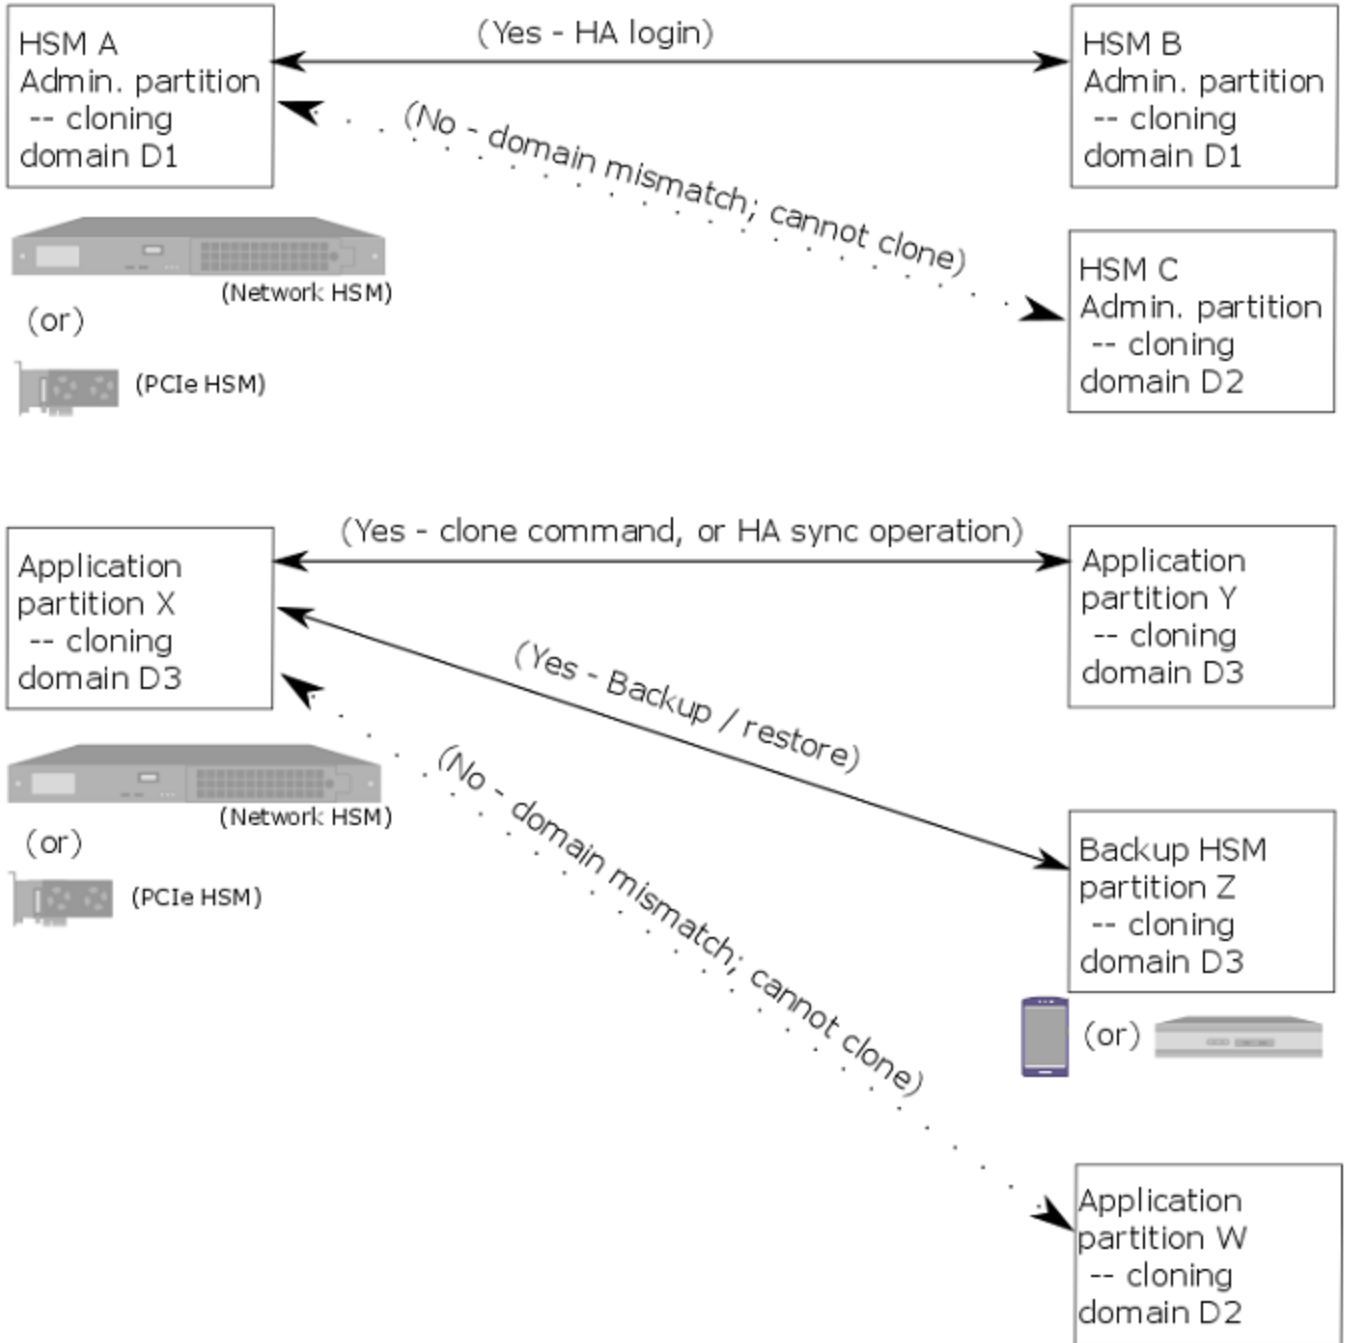 HSM A
Admin. partition
-- cloning
domain D1
(Yes - HA login)
HSM B
Admin. partition
-- cloning
domain D1
(No - domain mismatch; cannot clone)
(Network HSM)
(or)
(PCIe HSM)
HSM C
Admin. partition
-- cloning
domain D2
Application
partition X
-- cloning
domain D3
(Yes - clone command, or HA sync operation)
Application
partition Y
-- cloning
domain D3
(Yes - Backup / restore)
(No - domain mismatch; cannot clone)
(Network HSM)
(or)
(PCIe HSM)
Backup HSM
partition Z
-- cloning
domain D3
(or)
Application
partition W
-- cloning
domain D2